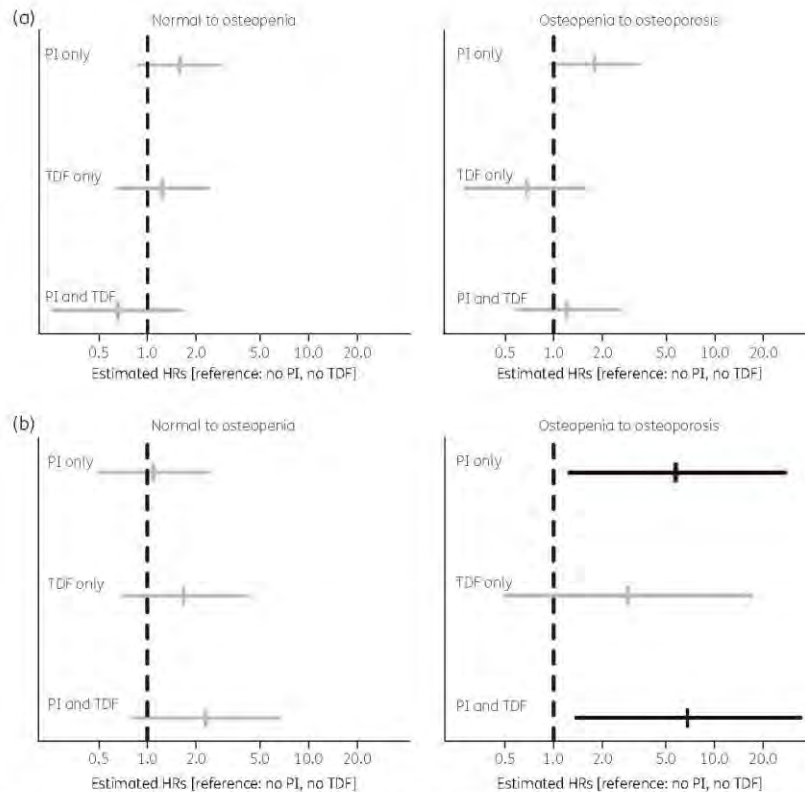 (a)
Normal to osteopenia
PI only
TDF only
PI and TDF
0.5 1.0 2.0 5.0 10.0 20.0
Estimated HRs [reference: no PI, no TDF]
Osteopenia to osteoporosis
PI only
TDF only
PI and TDF
0.5 1.0 2.0 5.0 10.0 20.0
Estimated HRs [reference: no PI, no TDF]
(b)
Normal to osteopenia
PI only
TDF only
PI and TDF
0.5 1.0 2.0 5.0 10.0 20.0
Estimated HRs [reference: no PI, no TDF]
Osteopenia to osteoporosis
PI only
TDF only
PI and TDF
0.5 1.0 2.0 5.0 10.0 20.0
Estimated HRs [reference: no PI, no TDF]